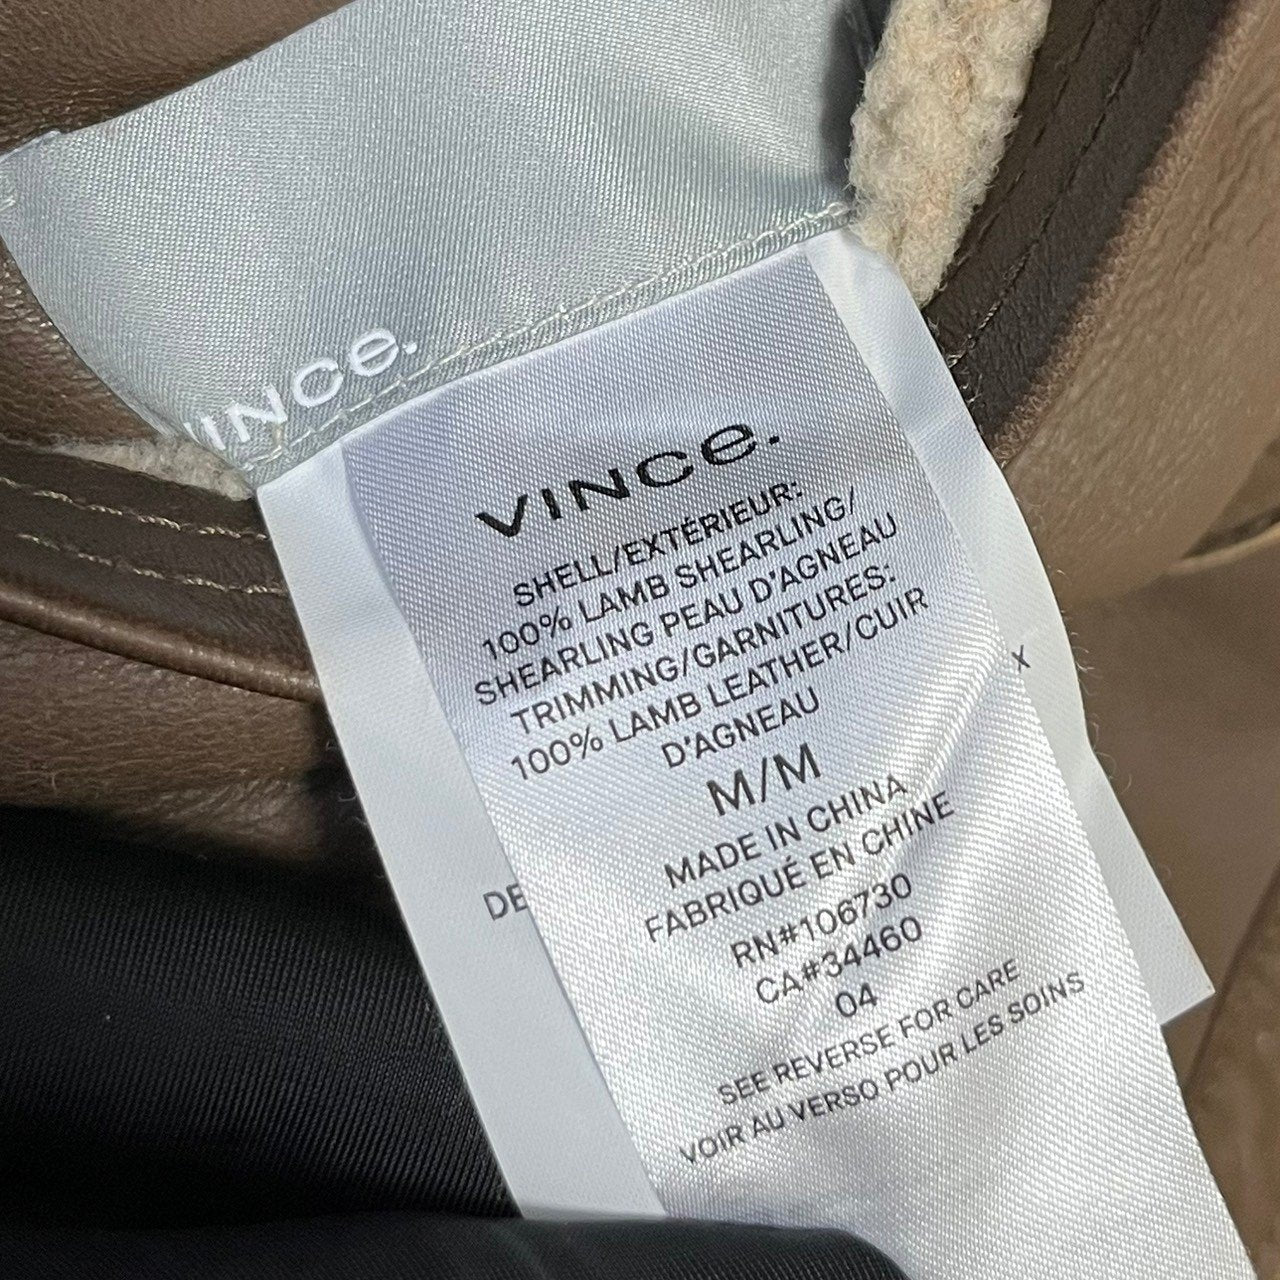 VINCE.
VINCE.
SHELL/EXTÉRIEUR:
100% LAMB SHEARLING/
SHEARLING PEAU D'AGNEAU
TRIMMING/GARNITURES:
100% LAMB LEATHER/CUIR
D'AGNEAU
M/M
MADE IN CHINA
FABRIQUÉ EN CHINE
RN#106730
CA#34460
04
SEE REVERSE FOR CARE
VOIR AU VERSO POUR LES SOINS
X
DE